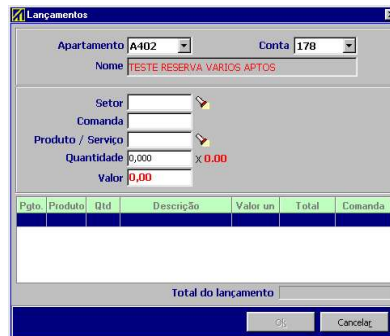 Lançamentos
Apartamento A402 Conta 178
Nome TESTE RESERVA VARIOS APTOS
Setor
Comanda
Produto / Serviço
Quantidade 0,000 x 0.00
Valor 0,00
Pgto. Produto Qtd Descrição Valor un Total Comanda
Total do lançamento
Ok Cancelar